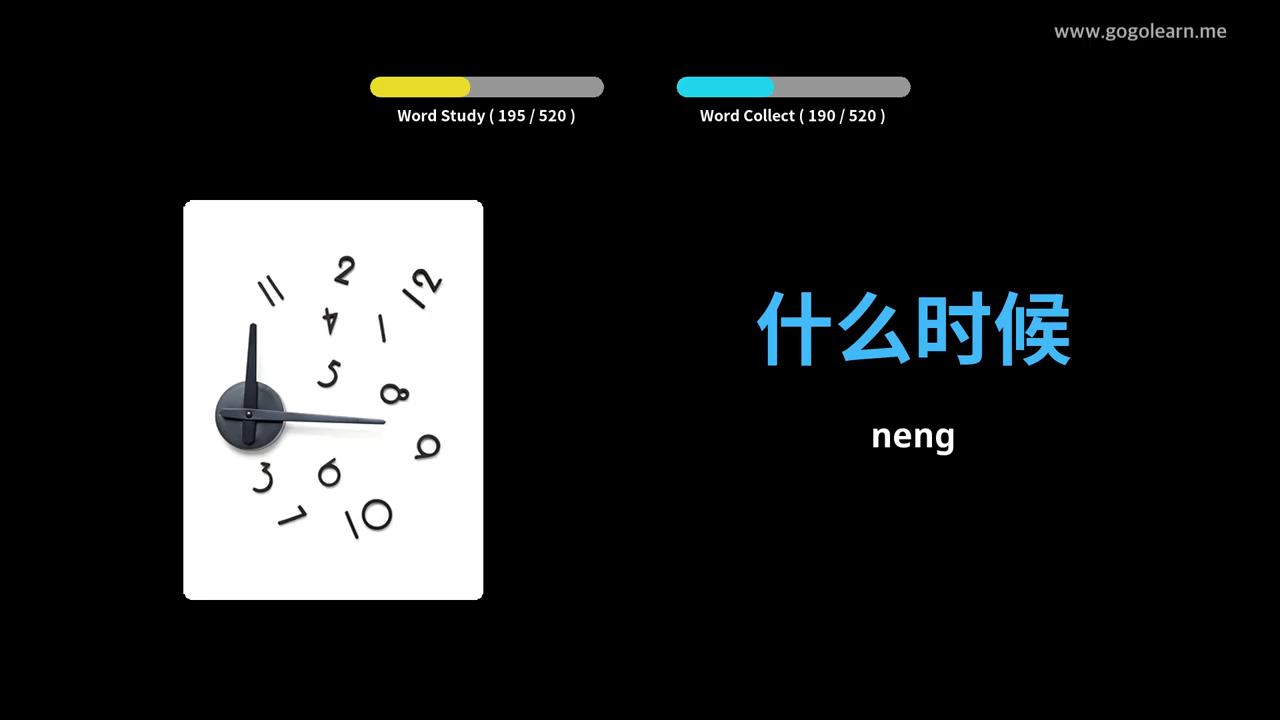 www.gogolearn.me
Word Study ( 195 / 520 )
Word Collect ( 190 / 520 )
什么时候
neng
11
2
12
4
1
5
8
9
3
6
7
10